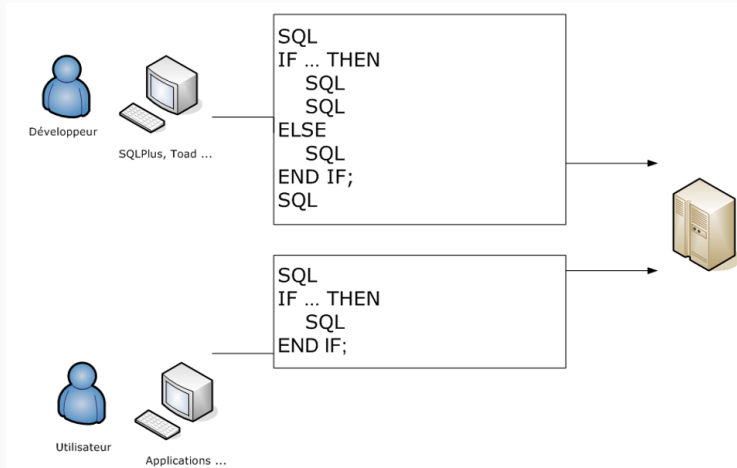 SQL
IF ... THEN
SQL
SQL
ELSE
SQL
END IF;
SQL
Développeur
SQLPlus, Toad ...
SQL
IF ... THEN
SQL
END IF;
Utilisateur
Applications ...